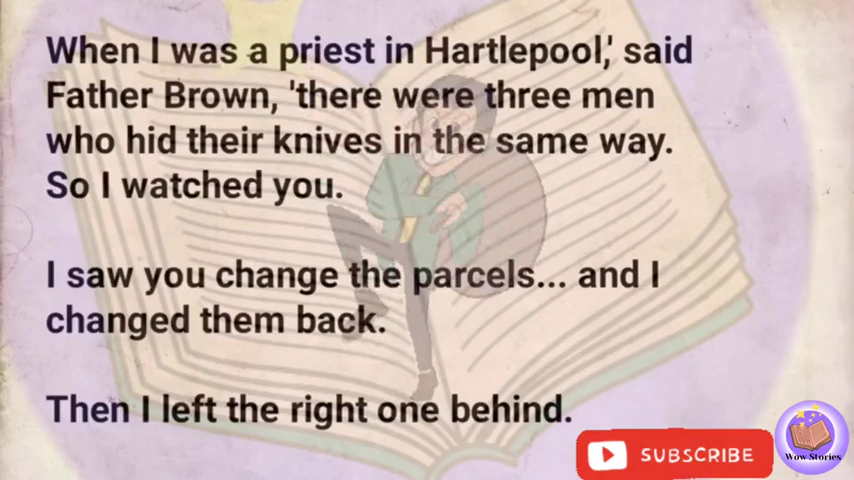 When I was a priest in Hartlepool,' said
Father Brown, 'there were three men
who hid their knives in the same way.
So I watched you.
I saw you change the parcels... and I
changed them back.
Then I left the right one behind.
SUBSCRIBE
Wow Stories